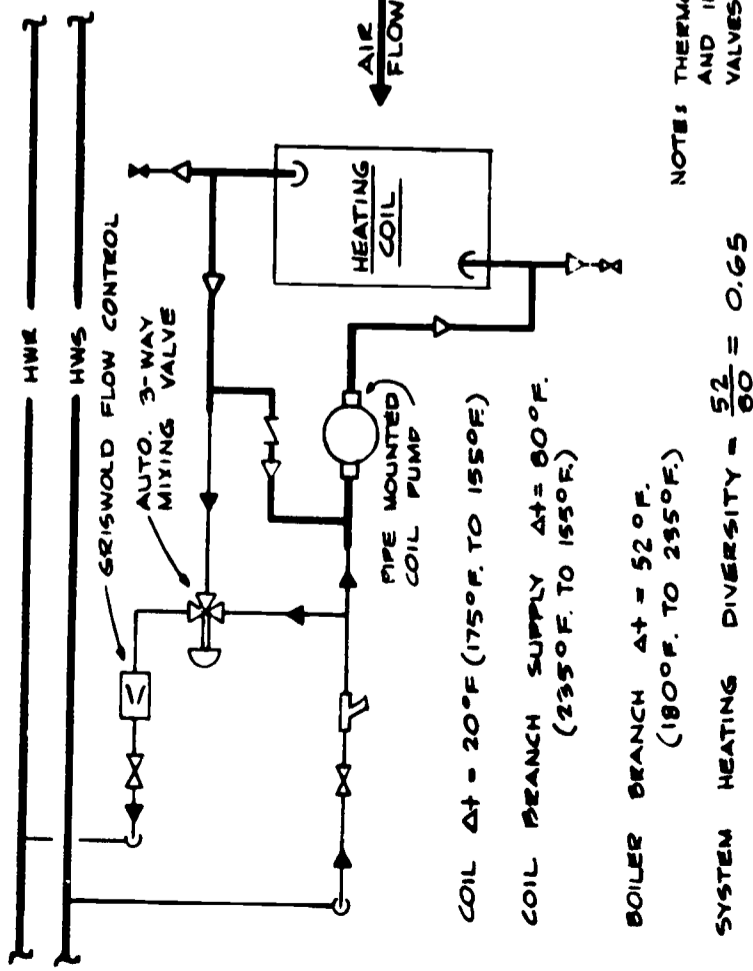 HWR
HWS
GRISWOLD FLOW CONTROL
AUTO. 3-WAY
MIXING VALVE
AIR
FLOW
HEATING
COIL
PIPE MOUNTED
COIL PUMP
COIL Δt = 20°F (175°F. TO 155°F.)
COIL BRANCH SUPPLY Δt = 80°F.
(235°F. TO 155°F.)
BOILER BRANCH Δt = 52°F.
(180°F. TO 235°F.)
SYSTEM HEATING DIVERSITY = 52/80 = 0.65
NOTE: THERM
AND
VALVES